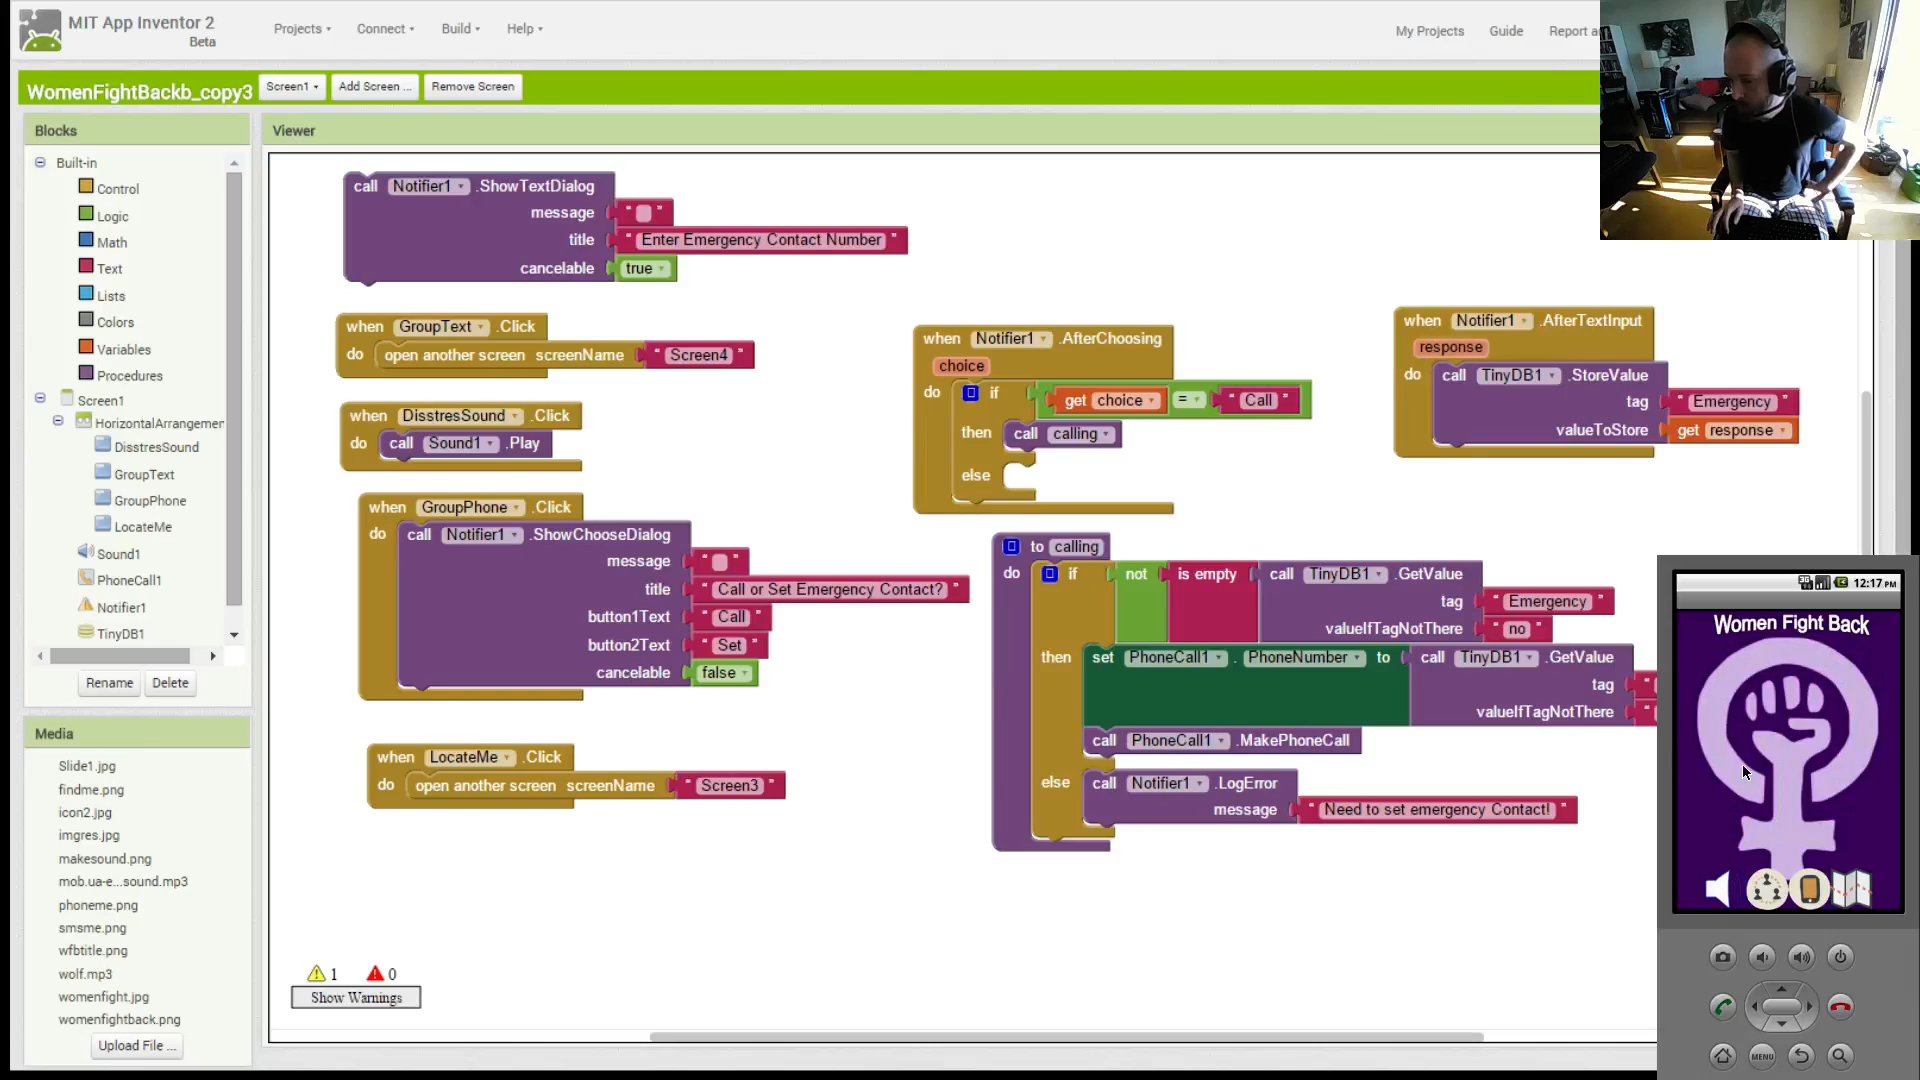 MIT App Inventor 2
Beta
Projects Connect Build Help
My Projects Guide Report a
WomenFightBackb_copy3 Screen1 Add Screen ... Remove Screen
Blocks
Built-in
Control
Logic
Math
Text
Lists
Colors
Variables
Procedures
Screen1
HorizontalArrangemen
DisstresSound
GroupText
GroupPhone
LocateMe
Sound1
PhoneCall1
Notifier1
TinyDB1
Rename Delete
Media
Slide1.jpg
findme.png
icon2.jpg
imgres.jpg
makesound.png
mob.ua-e...sound.mp3
phoneme.png
smsme.png
wfbtitle.png
wolf.mp3
womenfight.jpg
womenfightback.png
Upload File ...
Viewer
call Notifier1 .ShowTextDialog
message " "
title " Enter Emergency Contact Number "
cancelable true
when GroupText .Click
do open another screen screenName " Screen4 "
when DisstresSound .Click
do call Sound1 .Play
when GroupPhone .Click
do call Notifier1 .ShowChooseDialog
message " "
title " Call or Set Emergency Contact? "
button1Text " Call "
button2Text " Set "
cancelable false
when LocateMe .Click
do open another screen screenName " Screen3 "
when Notifier1 .AfterChoosing
choice
do if get choice = " Call "
then call calling
else
when Notifier1 .AfterTextInput
response
do call TinyDB1 .StoreValue
tag " Emergency "
valueToStore get response
to calling
do if not is empty call TinyDB1 .GetValue
tag " Emergency "
valueIfTagNotThere " no "
then set PhoneCall1 . PhoneNumber to call TinyDB1 .GetValue
tag "
valueIfTagNotThere "
call PhoneCall1 .MakePhoneCall
else call Notifier1 .LogError
message " Need to set emergency Contact! "
1 0
Show Warnings
12:17 PM
Women Fight Back
MENU